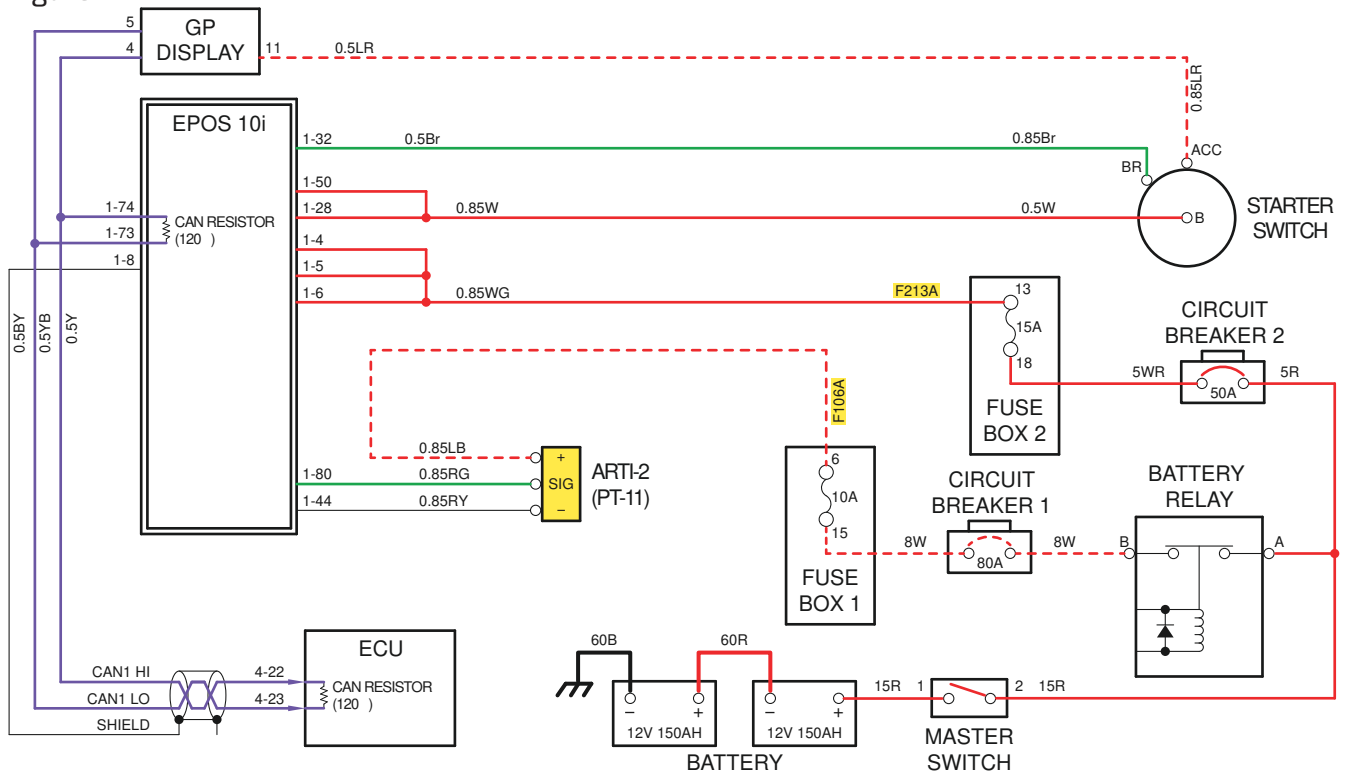 5
GP
DISPLAY
4
11
0.5LR
0.85LR
EPOS 10i
1-32
0.5Br
0.85Br
BR
ACC
1-50
1-28
0.85W
0.5W
B
STARTER
SWITCH
1-74
1-73
CAN RESISTOR
(120 )
1-4
1-8
1-5
1-6
0.85WG
F213A
13
15A
18
FUSE
BOX 2
CIRCUIT
BREAKER 2
5WR
50A
5R
0.5BY
0.5YB
0.5Y
F106A
0.85LB
+
1-80
0.85RG
SIG
ARTI-2
(PT-11)
1-44
0.85RY
–
6
10A
15
FUSE
BOX 1
CIRCUIT
BREAKER 1
8W
80A
8W
BATTERY
RELAY
B
A
ECU
CAN1 HI
4-22
CAN RESISTOR
(120 )
CAN1 LO
4-23
SHIELD
60B
60R
–
+
12V 150AH
–
+
12V 150AH
BATTERY
15R
1
2
15R
MASTER
SWITCH